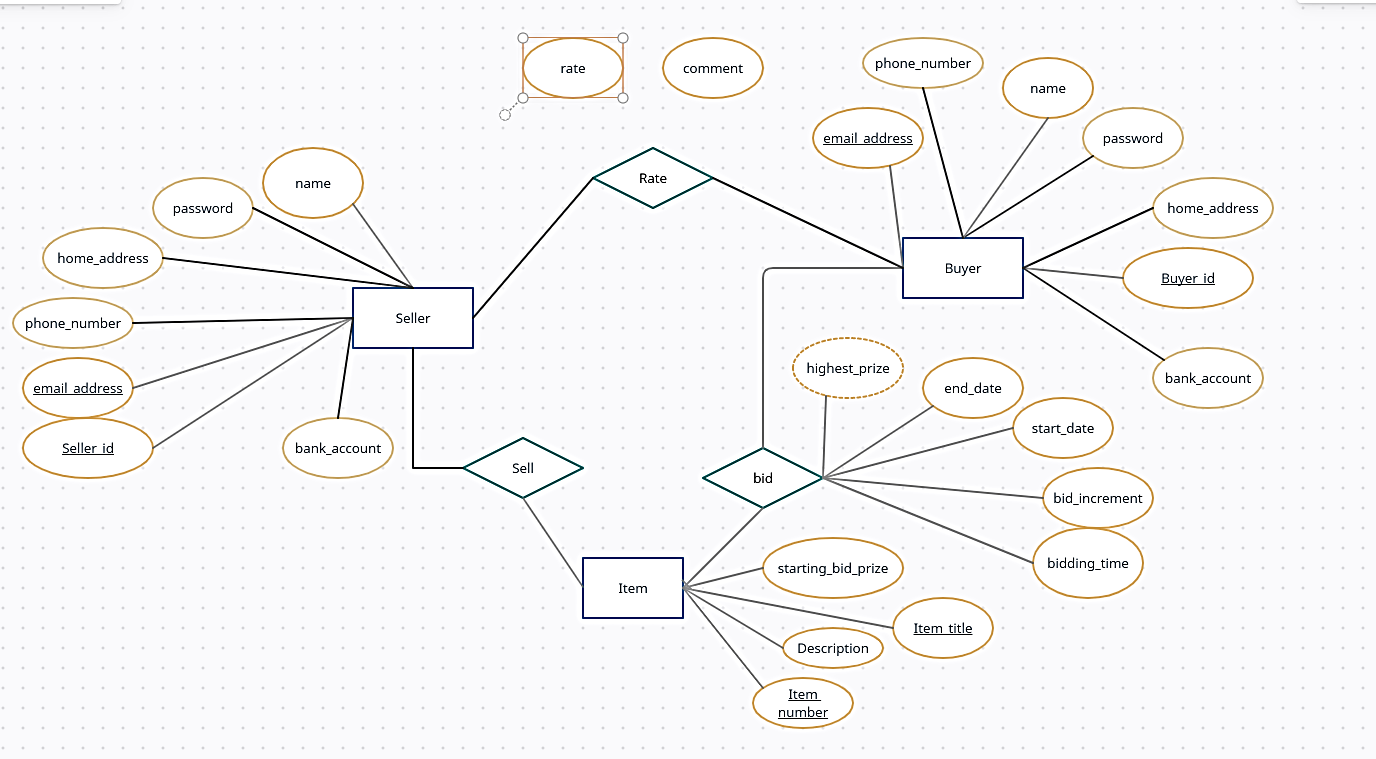 rate
comment
phone_number
name
email_address
password
Rate
name
password
home_address
home_address
Buyer
Buyer_id
phone_number
Seller
highest_prize
bank_account
email_address
end_date
start_date
Seller_id
bank_account
Sell
bid
bid_increment
bidding_time
starting_bid_prize
Item
Item_title
Description
Item_
number